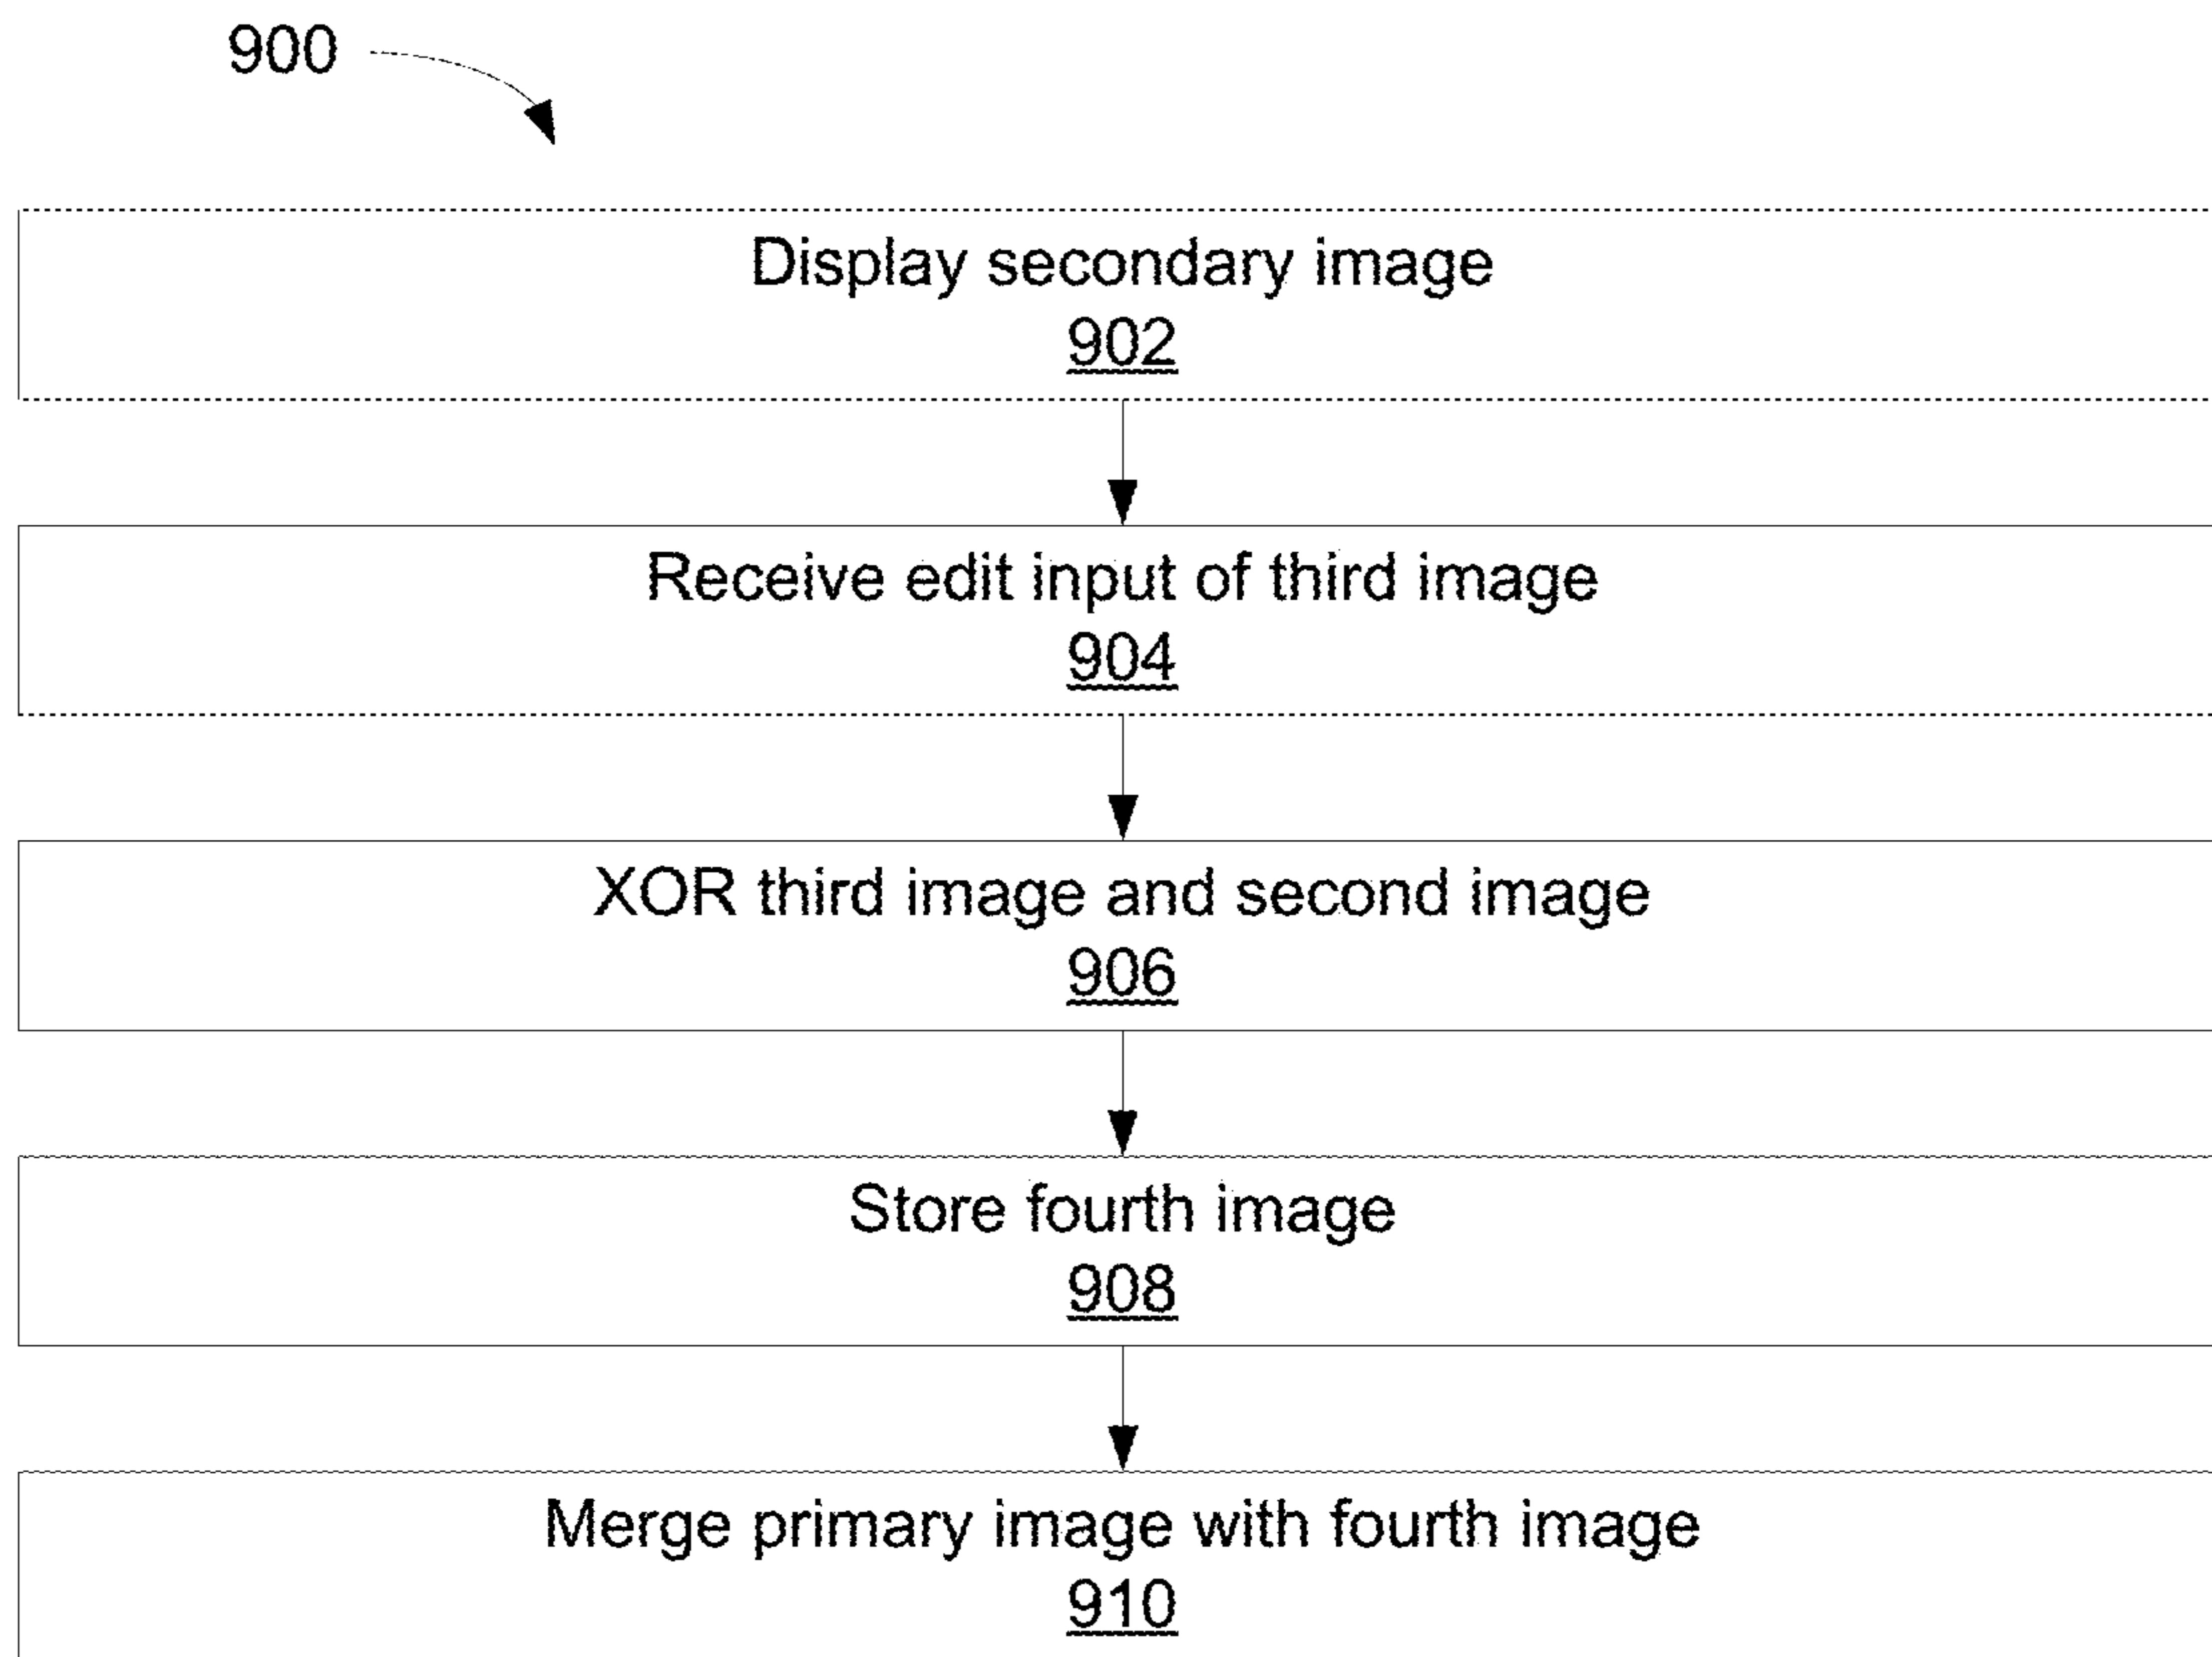 900
Display secondary image
902
Receive edit input of third image
904
XOR third image and second image
906
Store fourth image
908
Merge primary image with fourth image
910